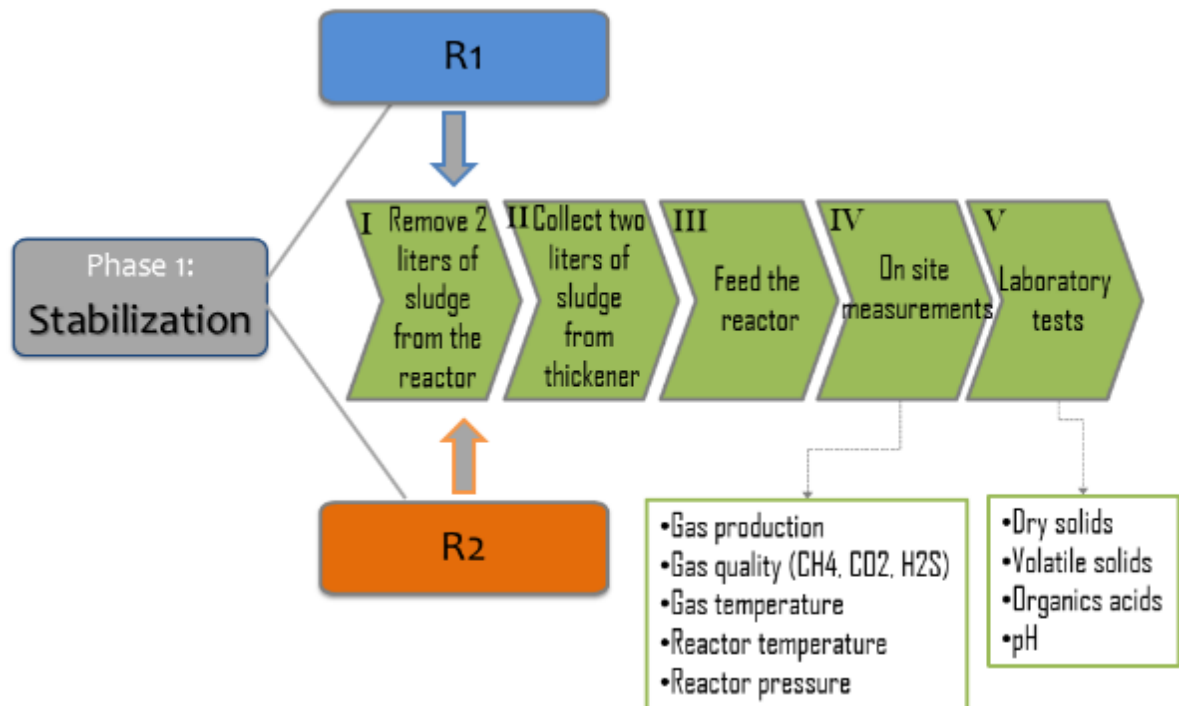 R1
Phase 1:
Stabilization
I Remove 2
liters of
sludge
from the
reactor
II Collect two
liters of
sludge
from
thickener
III
Feed the
reactor
IV
On site
measurements
V
Laboratory
tests
R2
•Gas production
•Gas quality (CH4, CO2, H2S)
•Gas temperature
•Reactor temperature
•Reactor pressure
•Dry solids
•Volatile solids
•Organics acids
•pH